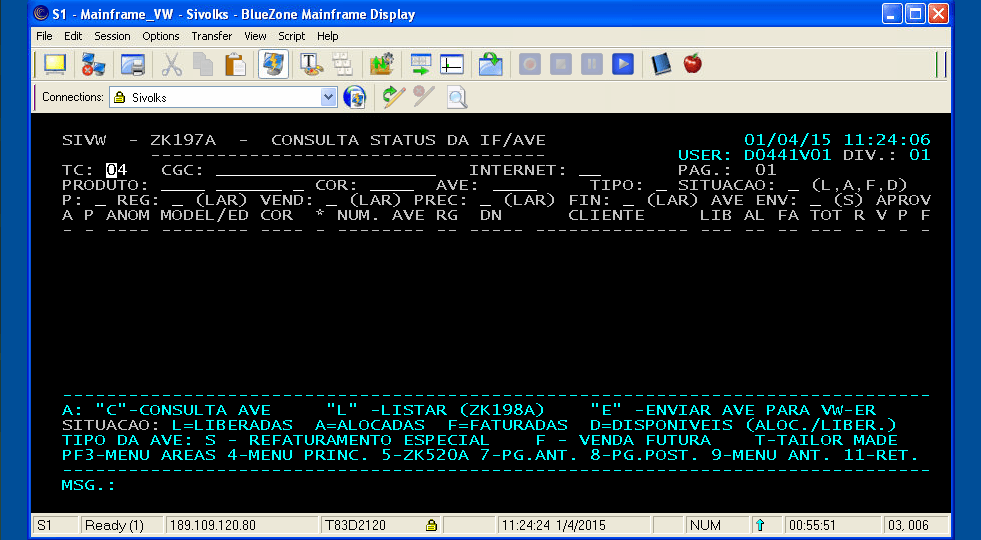 S1 - Mainframe_VW - Sivolks - BlueZone Mainframe Display
File Edit Session Options Transfer View Script Help
Connections: Sivolks
SIVW - ZK197A - CONSULTA STATUS DA IF/AVE 01/04/15 11:24:06
------------------------------------ USER: D0441V01 DIV.: 01
TC: 04 CGC: ____________________ INTERNET: __ PAG.: 01
PRODUTO: ____ ______ _ COR: ____ AVE: ____ TIPO: _ SITUACAO: _ (L,A,F,D)
P: _ REG: _ (LAR) VEND: _ (LAR) PREC: _ (LAR) FIN: _ (LAR) AVE ENV: _ (S) APROV
A P ANOM MODEL/ED COR * NUM. AVE RG DN CLIENTE LIB AL FA TOT R V P F
- - ---- -------- ---- - -------- -- ---- --------------- --- -- -- --- - - - -
-------------------------------------------------------------------------------
A: "C"-CONSULTA AVE "L" -LISTAR (ZK198A) "E" -ENVIAR AVE PARA VW-ER
SITUACAO: L=LIBERADAS A=ALOCADAS F=FATURADAS D=DISPONIVEIS (ALOC./LIBER.)
TIPO DA AVE: S - REFATURAMENTO ESPECIAL F - VENDA FUTURA T-TAILOR MADE
PF3-MENU AREAS 4-MENU PRINC. 5-ZK520A 7-PG.ANT. 8-PG.POST. 9-MENU ANT. 11-RET.
-------------------------------------------------------------------------------
MSG.:
S1 Ready (1) 189.109.120.80 T83D2120 11:24:24 1/4/2015 NUM 00:55:51 03, 006